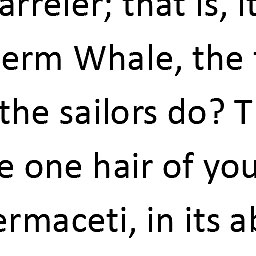 arreler; that is, it
erm Whale, the
the sailors do? T
e one hair of you
ermaceti, in its ab